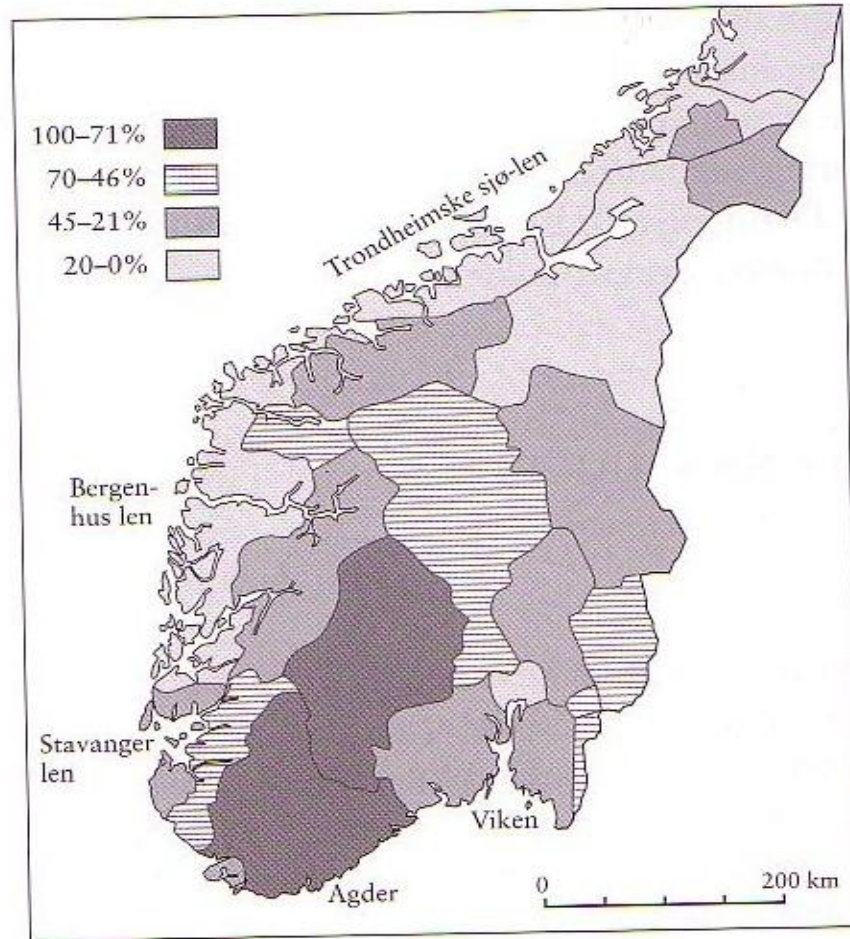 100–71%
70–46%
45–21%
20–0%
Trondheimske sjø-len
Bergen-
hus len
Stavanger
len
Viken
Agder
0
200 km